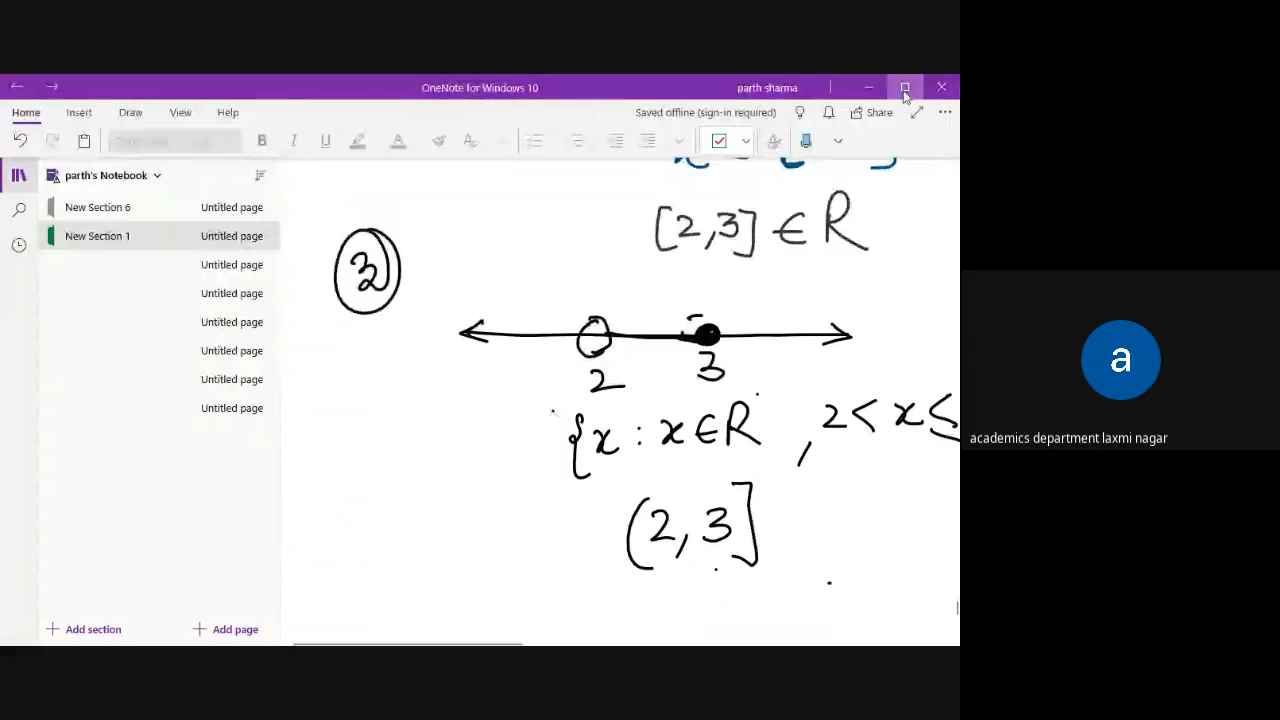 OneNote for Windows 10
parth sharma
Home Insert Draw View Help
Saved offline (sign-in required)
Share
parth's Notebook
New Section 6
New Section 1
Untitled page
Untitled page
Untitled page
Untitled page
Untitled page
Untitled page
Untitled page
Untitled page
Add section
Add page
[2,3] ∈ R
3
2 3
{x : x ∈ R , 2 < x ≤
(2, 3]
a
academics department laxmi nagar